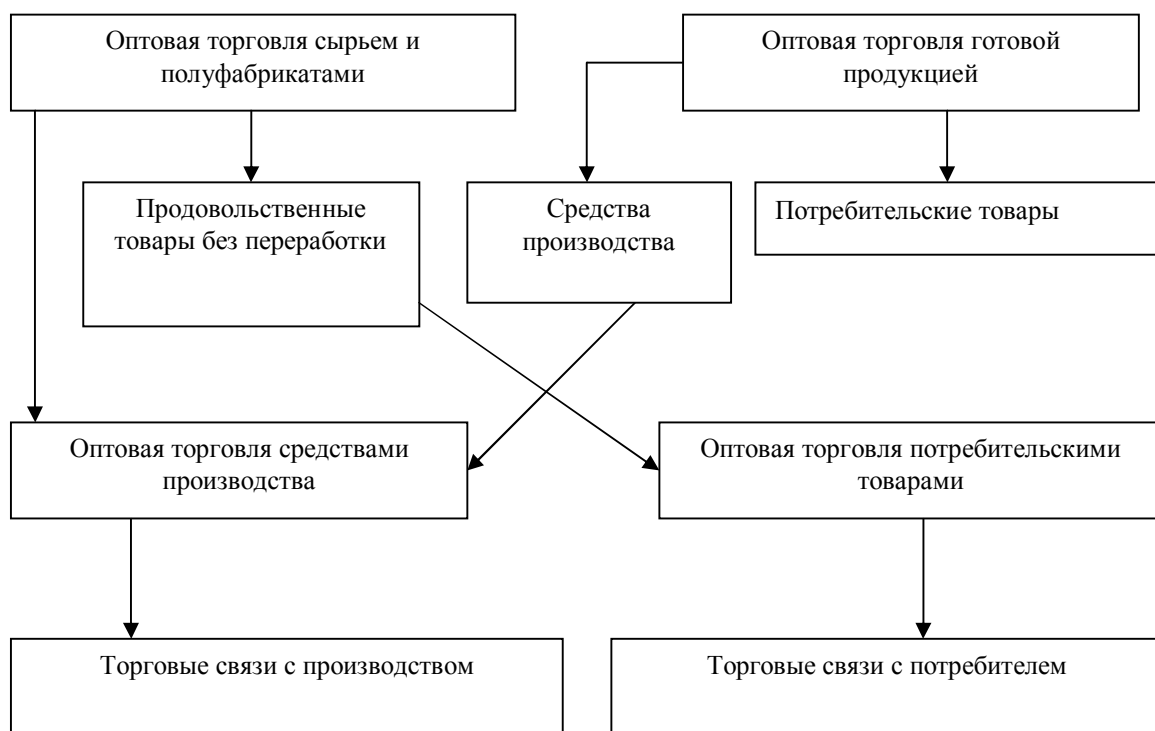 Оптовая торговля сырьем и
полуфабрикатами
Оптовая торговля готовой
продукцией
Продовольственные
товары без переработки
Средства
производства
Потребительские товары
Оптовая торговля средствами
производства
Оптовая торговля потребительскими
товарами
Торговые связи с производством
Торговые связи с потребителем